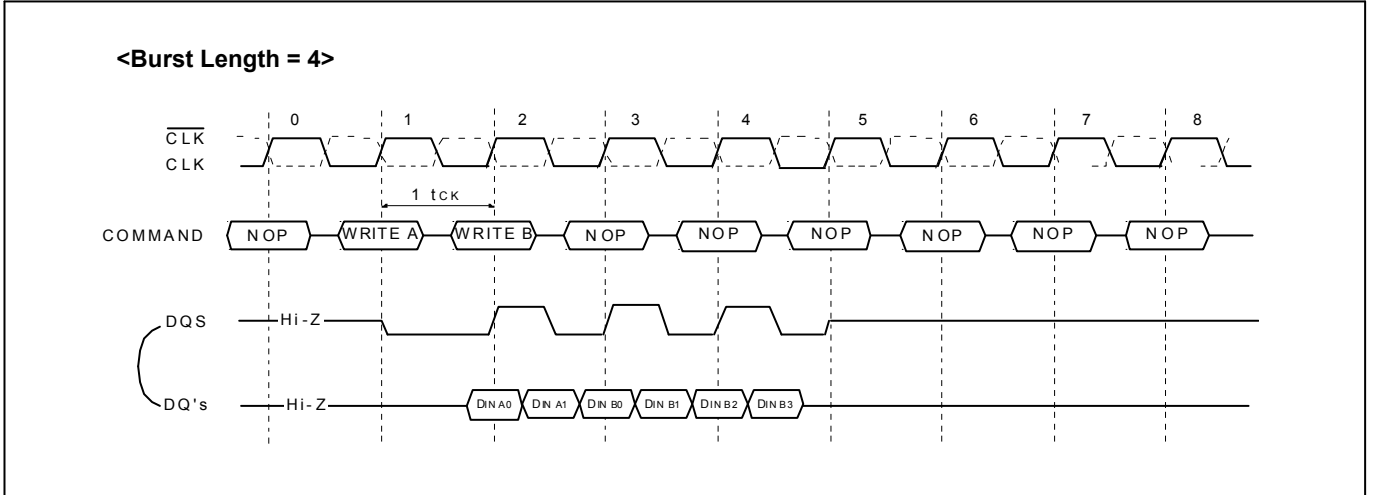 <Burst Length = 4>
0 1 2 3 4 5 6 7 8
CLK
CLK
1 tCK
COMMAND NOP WRITE A WRITE B NOP NOP NOP NOP NOP NOP
DQS Hi-Z
DQ's Hi-Z DIN A0 DIN A1 DIN B0 DIN B1 DIN B2 DIN B3